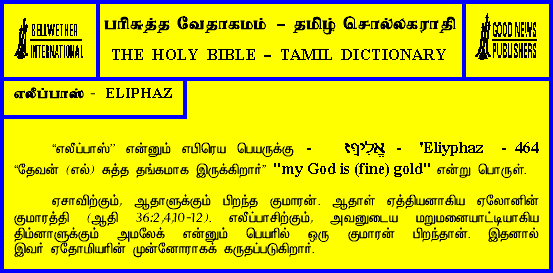 BELLWETHER
INTERNATIONAL
பரிசுத்த வேதாகமம் – தமிழ் சொல்லகராதி
THE HOLY BIBLE – TAMIL DICTIONARY
GOOD NEWS
PUBLISHERS
எலீப்பாஸ் - ELIPHAZ
“எலீப்பாஸ்” என்னும் எபிரெய பெயருக்கு - אֱלִיפַז - 'Eliyphaz - 464
“தேவன் (எல்) சுத்த தங்கமாக இருக்கிறார்” "my God is (fine) gold" என்று பொருள்.
ஏசாவிற்கும், ஆதாளுக்கும் பிறந்த குமாரன். ஆதாள் ஏத்தியனாகிய ஏலோனின்
குமாரத்தி (ஆதி 36:2,4,10-12). எலீப்பாசிற்கும், அவனுடைய மறுமனையாட்டியாகிய
திம்னாளுக்கும் அமலேக் என்னும் பெயரில் ஒரு குமாரன் பிறந்தான். இதனால்
இவர் ஏதோமியரின் முன்னோராகக் கருதப்படுகிறார்.